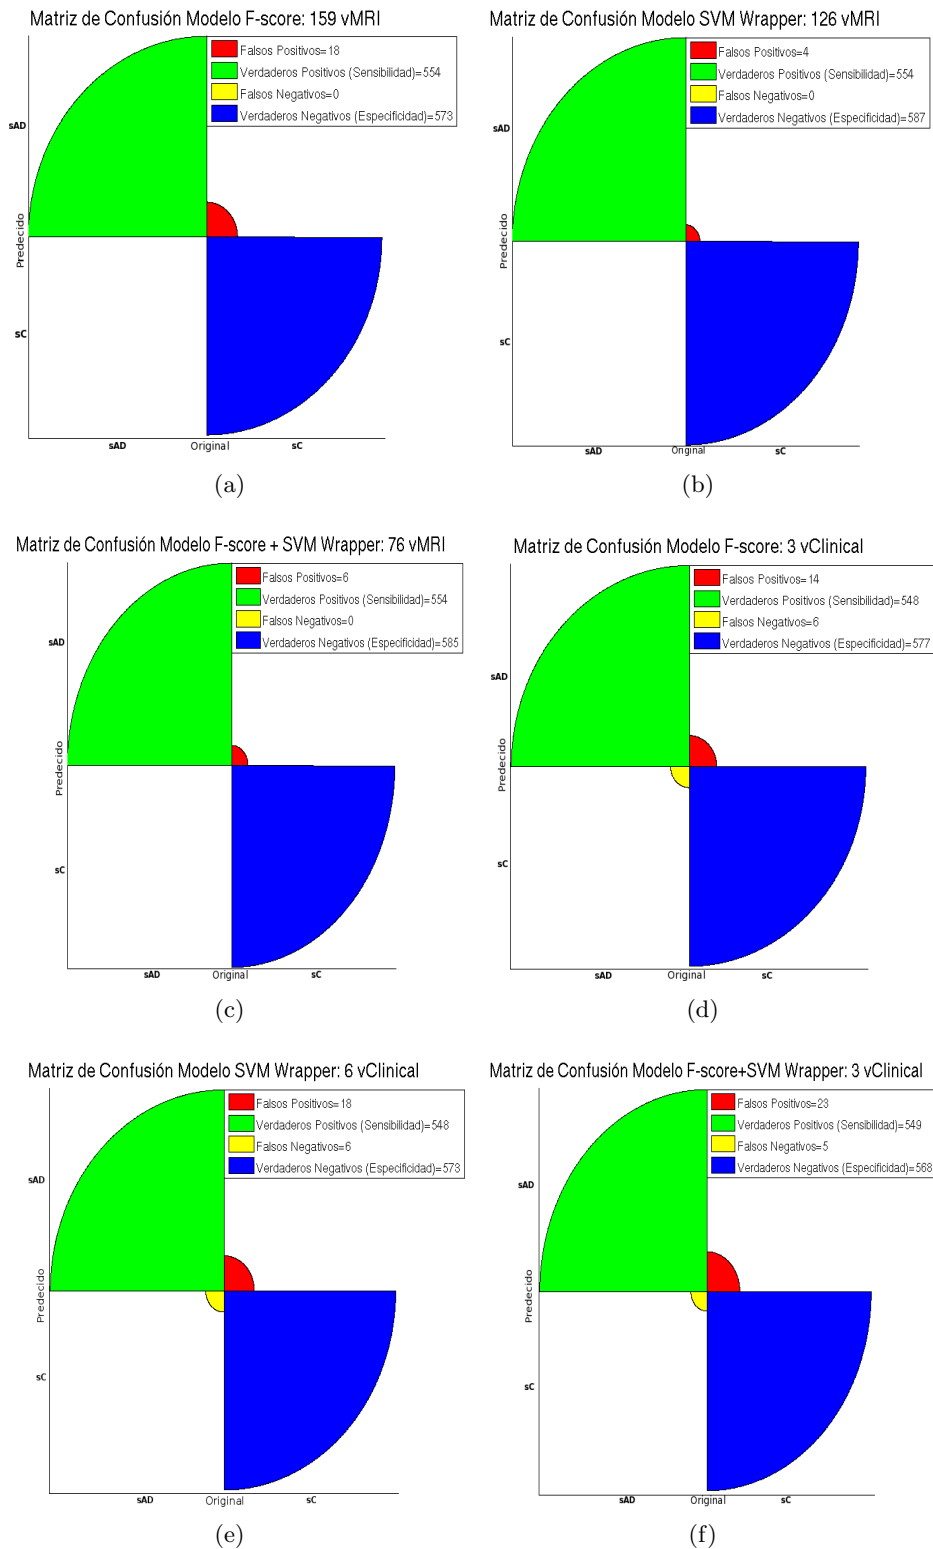 Matriz de Confusión Modelo F-score: 159 vMRI
Falsos Positivos=18
Verdaderos Positivos (Sensibilidad)=554
Falsos Negativos=0
Verdaderos Negativos (Especificidad)=573
sAD
Predecido
sC
sAD
Original
sC
(a)
Matriz de Confusión Modelo SVM Wrapper: 126 vMRI
Falsos Positivos=4
Verdaderos Positivos (Sensibilidad)=554
Falsos Negativos=0
Verdaderos Negativos (Especificidad)=587
sAD
Predecido
sC
sAD
Original
sC
(b)
Matriz de Confusión Modelo F-score + SVM Wrapper: 76 vMRI
Falsos Positivos=6
Verdaderos Positivos (Sensibilidad)=554
Falsos Negativos=0
Verdaderos Negativos (Especificidad)=585
sAD
Predecido
sC
sAD
Original
sC
(c)
Matriz de Confusión Modelo F-score: 3 vClinical
Falsos Positivos=14
Verdaderos Positivos (Sensibilidad)=548
Falsos Negativos=6
Verdaderos Negativos (Especificidad)=577
sAD
Predecido
sC
sAD
Original
sC
(d)
Matriz de Confusión Modelo SVM Wrapper: 6 vClinical
Falsos Positivos=18
Verdaderos Positivos (Sensibilidad)=548
Falsos Negativos=6
Verdaderos Negativos (Especificidad)=573
sAD
Predecido
sC
sAD
Original
sC
(e)
Matriz de Confusión Modelo F-score+SVM Wrapper: 3 vClinical
Falsos Positivos=23
Verdaderos Positivos (Sensibilidad)=549
Falsos Negativos=5
Verdaderos Negativos (Especificidad)=568
sAD
Predecido
sC
sAD
Original
sC
(f)